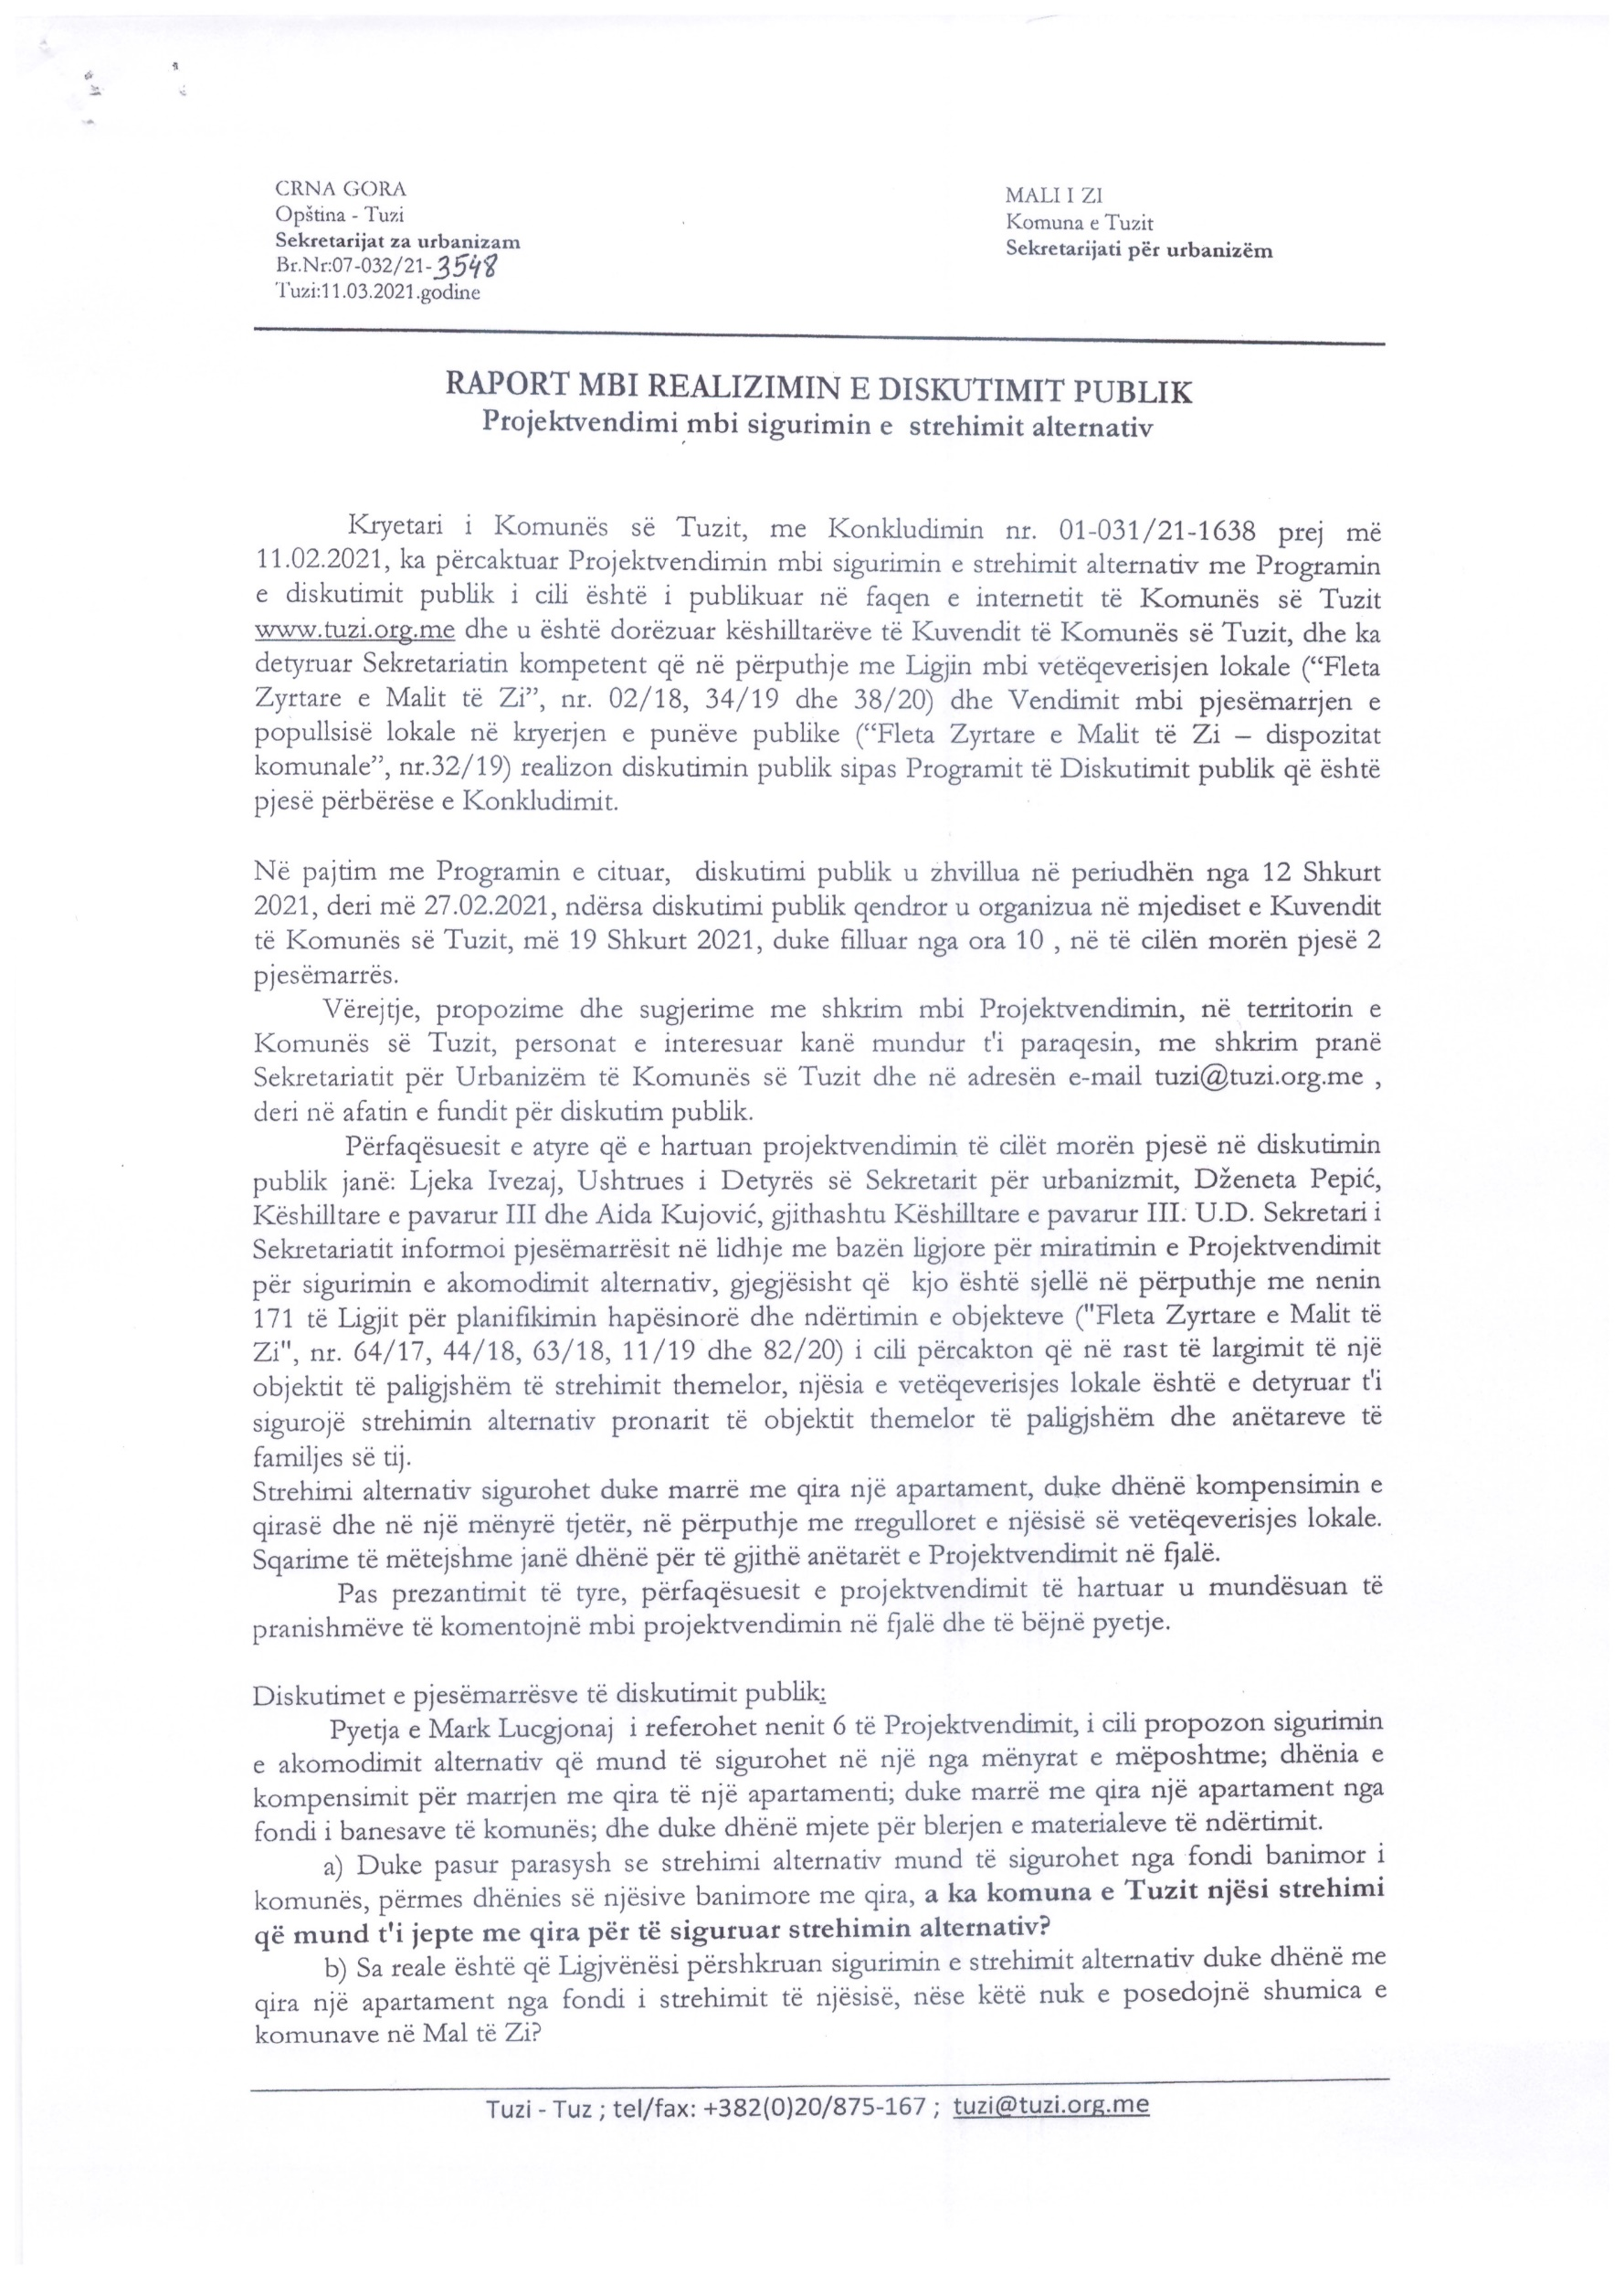 CRNA GORA
Opština - Tuzi
Sekretarijat za urbanizam
Br.Nr:07-032/21-3548
Tuzi:11.03.2021.godine
MALI I ZI
Komuna e Tuzit
Sekretarijati për urbanizëm
RAPORT MBI REALIZIMIN E DISKUTIMIT PUBLIK
Projektvendimi mbi sigurimin e strehimit alternativ
Kryetari i Komunës së Tuzit, me Konkludimin nr. 01-031/21-1638 prej më
11.02.2021, ka përcaktuar Projektvendimin mbi sigurimin e strehimit alternativ me Programin
e diskutimit publik i cili është i publikuar në faqen e internetit të Komunës së Tuzit
www.tuzi.org.me dhe u është dorëzuar këshilltarëve të Kuvendit të Komunës së Tuzit, dhe ka
detyruar Sekretariatin kompetent që në përputhje me Ligjin mbi vetëqeverisjen lokale (“Fleta
Zyrtare e Malit të Zi”, nr. 02/18, 34/19 dhe 38/20) dhe Vendimit mbi pjesëmarrjen e
popullsisë lokale në kryerjen e punëve publike (“Fleta Zyrtare e Malit të Zi – dispozitat
komunale”, nr.32/19) realizon diskutimin publik sipas Programit të Diskutimit publik që është
pjesë përbërëse e Konkludimit.
Në pajtim me Programin e cituar, diskutimi publik u zhvillua në periudhën nga 12 Shkurt
2021, deri më 27.02.2021, ndërsa diskutimi publik qendror u organizua në mjediset e Kuvendit
të Komunës së Tuzit, më 19 Shkurt 2021, duke filluar nga ora 10 , në të cilën morën pjesë 2
pjesëmarrës.
Vërejtje, propozime dhe sugjerime me shkrim mbi Projektvendimin, në territorin e
Komunës së Tuzit, personat e interesuar kanë mundur t'i paraqesin, me shkrim pranë
Sekretariatit për Urbanizëm të Komunës së Tuzit dhe në adresën e-mail tuzi@tuzi.org.me ,
deri në afatin e fundit për diskutim publik.
Përfaqësuesit e atyre që e hartuan projektvendimin të cilët morën pjesë në diskutimin
publik janë: Ljeka Ivezaj, Ushtrues i Detyrës së Sekretarit për urbanizmit, Dženeta Pepić,
Këshilltare e pavarur III dhe Aida Kujović, gjithashtu Këshilltare e pavarur III. U.D. Sekretari i
Sekretariatit informoi pjesëmarrësit në lidhje me bazën ligjore për miratimin e Projektvendimit
për sigurimin e akomodimit alternativ, gjegjësisht që kjo është sjellë në përputhje me nenin
171 të Ligjit për planifikimin hapësinorë dhe ndërtimin e objekteve ("Fleta Zyrtare e Malit të
Zi", nr. 64/17, 44/18, 63/18, 11/19 dhe 82/20) i cili përcakton që në rast të largimit të një
objektit të paligjshëm të strehimit themelor, njësia e vetëqeverisjes lokale është e detyruar t'i
sigurojë strehimin alternativ pronarit të objektit themelor të paligjshëm dhe anëtareve të
familjes së tij.
Strehimi alternativ sigurohet duke marrë me qira një apartament, duke dhënë kompensimin e
qirasë dhe në një mënyrë tjetër, në përputhje me rregulloret e njësisë së vetëqeverisjes lokale.
Sqarime të mëtejshme janë dhënë për të gjithë anëtarët e Projektvendimit në fjalë.
Pas prezantimit të tyre, përfaqësuesit e projektvendimit të hartuar u mundësuan të
pranishmëve të komentojnë mbi projektvendimin në fjalë dhe të bëjnë pyetje.
Diskutimet e pjesëmarrësve të diskutimit publik:
Pyetja e Mark Lucgjonaj i referohet nenit 6 të Projektvendimit, i cili propozon sigurimin
e akomodimit alternativ që mund të sigurohet në një nga mënyrat e mëposhtme; dhënia e
kompensimit për marrjen me qira të një apartamenti; duke marrë me qira një apartament nga
fondi i banesave të komunës; dhe duke dhënë mjete për blerjen e materialeve të ndërtimit.
a) Duke pasur parasysh se strehimi alternativ mund të sigurohet nga fondi banimor i
komunës, përmes dhënies së njësive banimore me qira, a ka komuna e Tuzit njësi strehimi
që mund t'i jepte me qira për të siguruar strehimin alternativ?
b) Sa reale është që Ligjvënësi përshkruan sigurimin e strehimit alternativ duke dhënë me
qira një apartament nga fondi i strehimit të njësisë, nëse këtë nuk e posedojnë shumica e
komunave në Mal të Zi?
Tuzi - Tuz ; tel/fax: +382(0)20/875-167 ; tuzi@tuzi.org.me